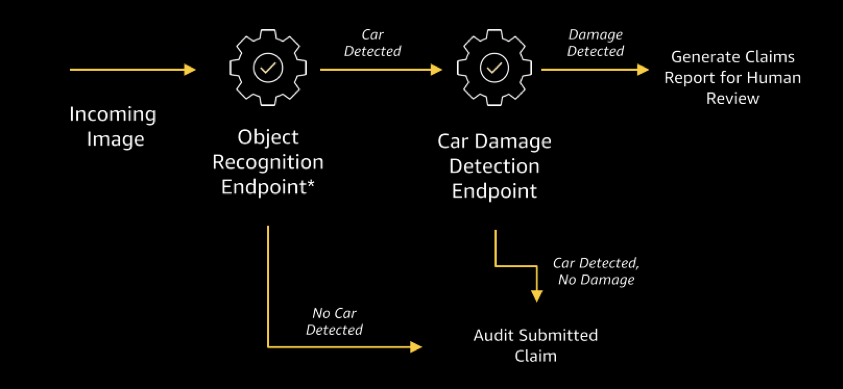 Car
Detected
Damage
Detected
Generate Claims
Report for Human
Review
Incoming
Image
Object
Recognition
Endpoint*
Car Damage
Detection
Endpoint
Car Detected,
No Damage
No Car
Detected
Audit Submitted
Claim